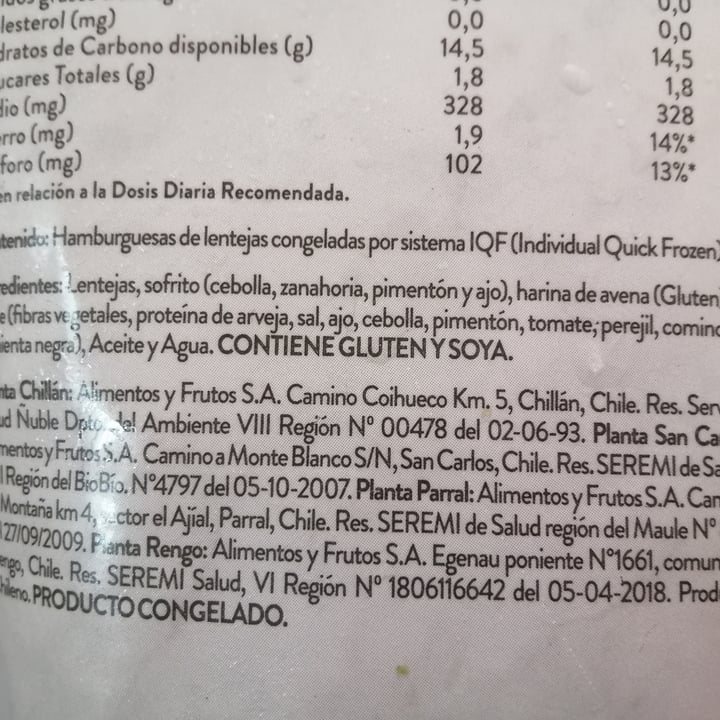 lesterol (mg) 0,0 0,0
dratos de Carbono disponibles (g) 14,5 14,5
ucares Totales (g) 1,8 1,8
dio (mg) 328 328
rro (mg) 1,9 14%*
foro (mg) 102 13%*
en relación a la Dosis Diaria Recomendada.
tenido: Hamburguesas de lentejas congeladas por sistema IQF (Individual Quick Frozen)
edientes: Lentejas, sofrito (cebolla, zanahoria, pimentón y ajo), harina de avena (Gluten
e (fibras vegetales, proteína de arveja, sal, ajo, cebolla, pimentón, tomate, perejil, comino
ienta negra), Aceite y Agua. CONTIENE GLUTEN Y SOYA.
nta Chillán: Alimentos y Frutos S.A. Camino Coihueco Km. 5, Chillán, Chile. Res. Serv
ud Ñuble Dpto. del Ambiente VIII Región N° 00478 del 02-06-93. Planta San Ca
mentos y Frutos S.A. Camino a Monte Blanco S/N, San Carlos, Chile. Res. SEREMI de Sa
I Región del BioBío. N°4797 del 05-10-2007. Planta Parral: Alimentos y Frutos S.A. Cam
Montaña km 4, sector el Ajial, Parral, Chile. Res. SEREMI de Salud región del Maule N°
27/09/2009. Planta Rengo: Alimentos y Frutos S.A. Egenau poniente N°1661, comun
engo, Chile. Res. SEREMI Salud, VI Región N° 1806116642 del 05-04-2018. Prod
hileno. PRODUCTO CONGELADO.